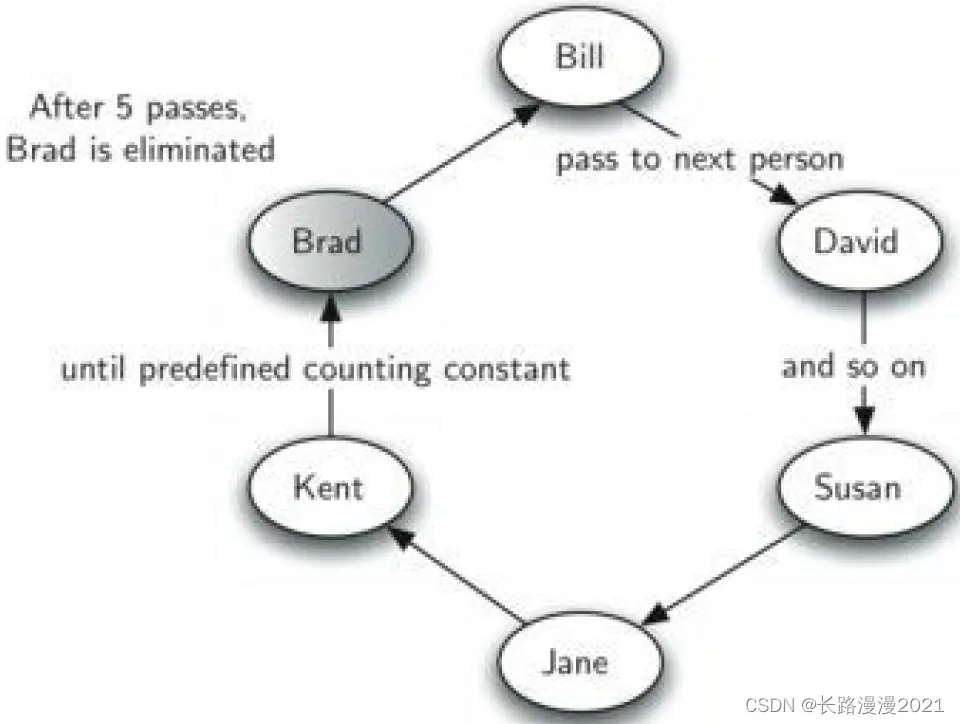 Bill
After 5 passes,
Brad is eliminated
pass to next person
Brad
David
until predefined counting constant
and so on
Kent
Susan
Jane
CSDN @长路漫漫2021